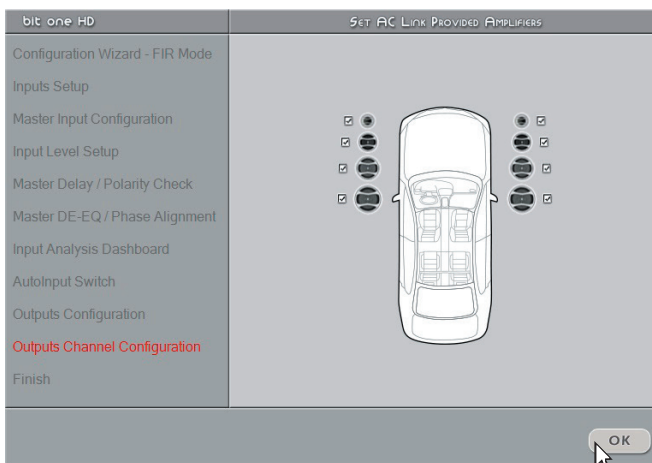 bit one HD
Set AC Link Provided Amplifiers
Configuration Wizard - FIR Mode
Inputs Setup
Master Input Configuration
Input Level Setup
Master Delay / Polarity Check
Master DE-EQ / Phase Alignment
Input Analysis Dashboard
AutoInput Switch
Outputs Configuration
Outputs Channel Configuration
Finish
OK